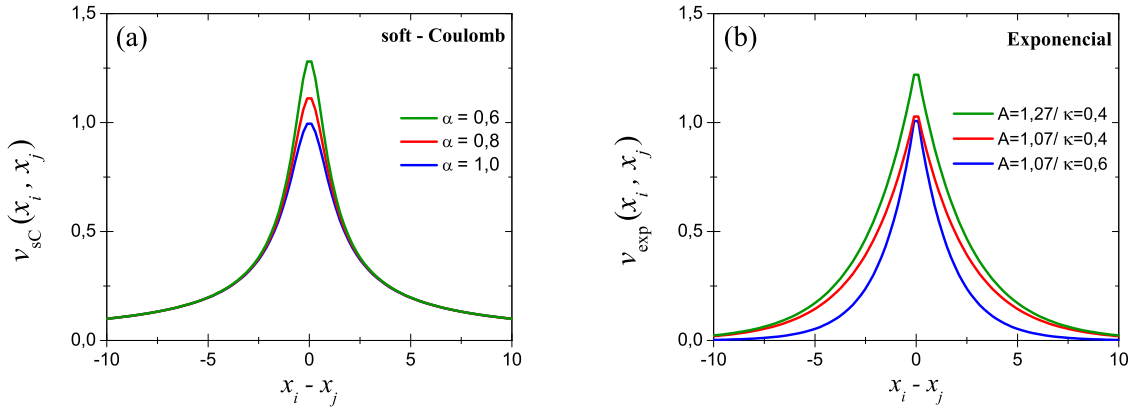 (a)
soft - Coulomb
1,5
1,0
0,5
0,0
α = 0,6
α = 0,8
α = 1,0
v_sC (x_i , x_j)
-10
-5
0
5
10
x_i - x_j
(b)
Exponencial
1,5
1,0
0,5
0,0
A=1,27/ κ=0,4
A=1,07/ κ=0,4
A=1,07/ κ=0,6
v_exp (x_i , x_j)
-10
-5
0
5
10
x_i - x_j